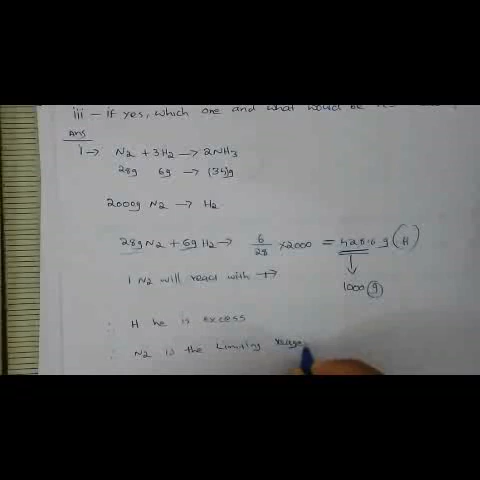 iii - if yes, which one and what would be
Ans
i → N2 + 3H2 → 2NH3
28g 6g → (34)g
2000g N2 → H2
28g N2 + 6g H2 → 6/28 × 2000 = 428.6 g (H)
1 N2 will react with →
1000 g
∴ H he is excess
∴ N2 is the Limiting